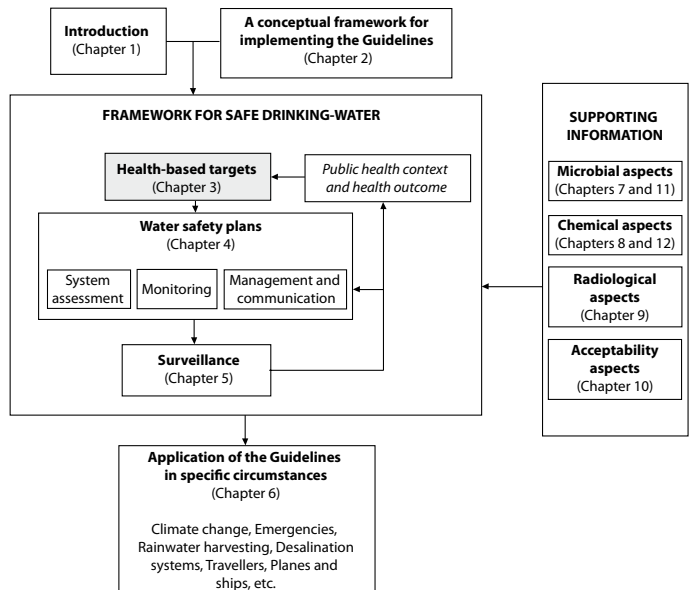 Introduction
(Chapter 1)
A conceptual framework for
implementing the Guidelines
(Chapter 2)
FRAMEWORK FOR SAFE DRINKING-WATER
Health-based targets
(Chapter 3)
Public health context
and health outcome
Water safety plans
(Chapter 4)
System
assessment
Monitoring
Management and
communication
Surveillance
(Chapter 5)
SUPPORTING
INFORMATION
Microbial aspects
(Chapters 7 and 11)
Chemical aspects
(Chapters 8 and 12)
Radiological
aspects
(Chapter 9)
Acceptability
aspects
(Chapter 10)
Application of the Guidelines
in specific circumstances
(Chapter 6)
Climate change, Emergencies,
Rainwater harvesting, Desalination
systems, Travellers, Planes and
ships, etc.